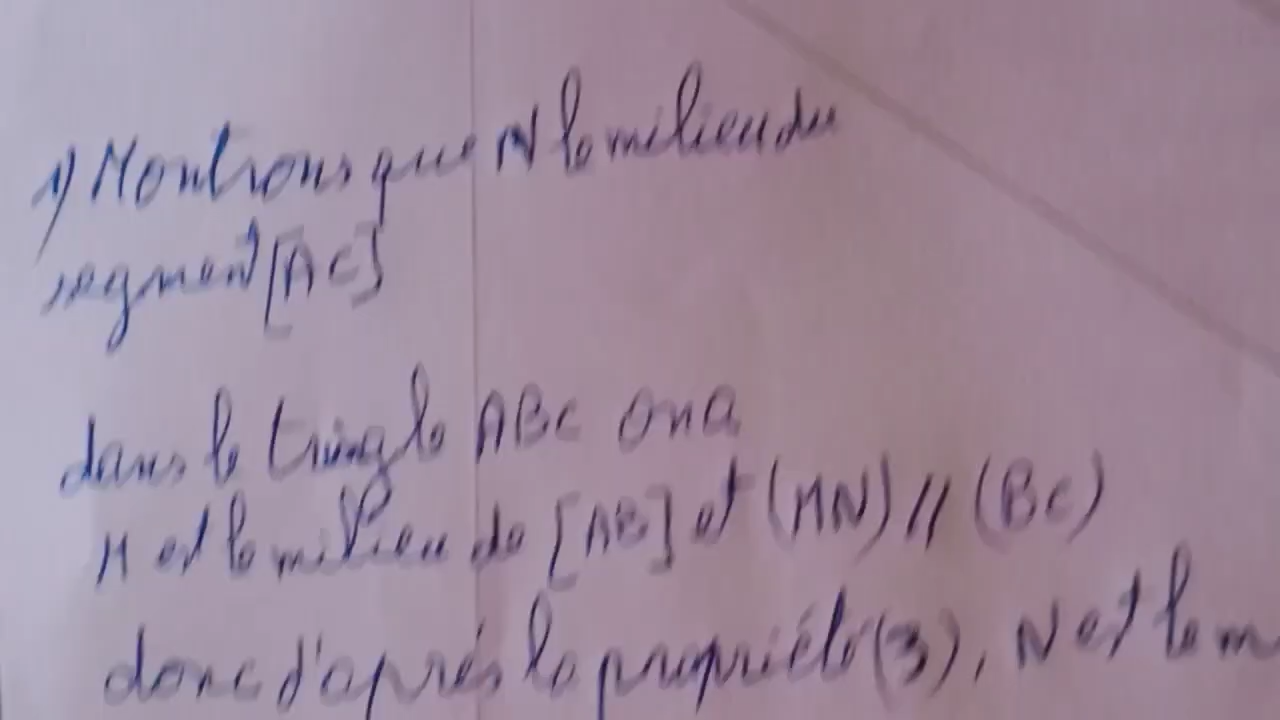 1) Montrons que N le milieu du
segment [AC]
dans le triangle ABC on a
M est le milieu de [AB] et (MN) // (BC)
donc d'après la propriété (3), N est le m